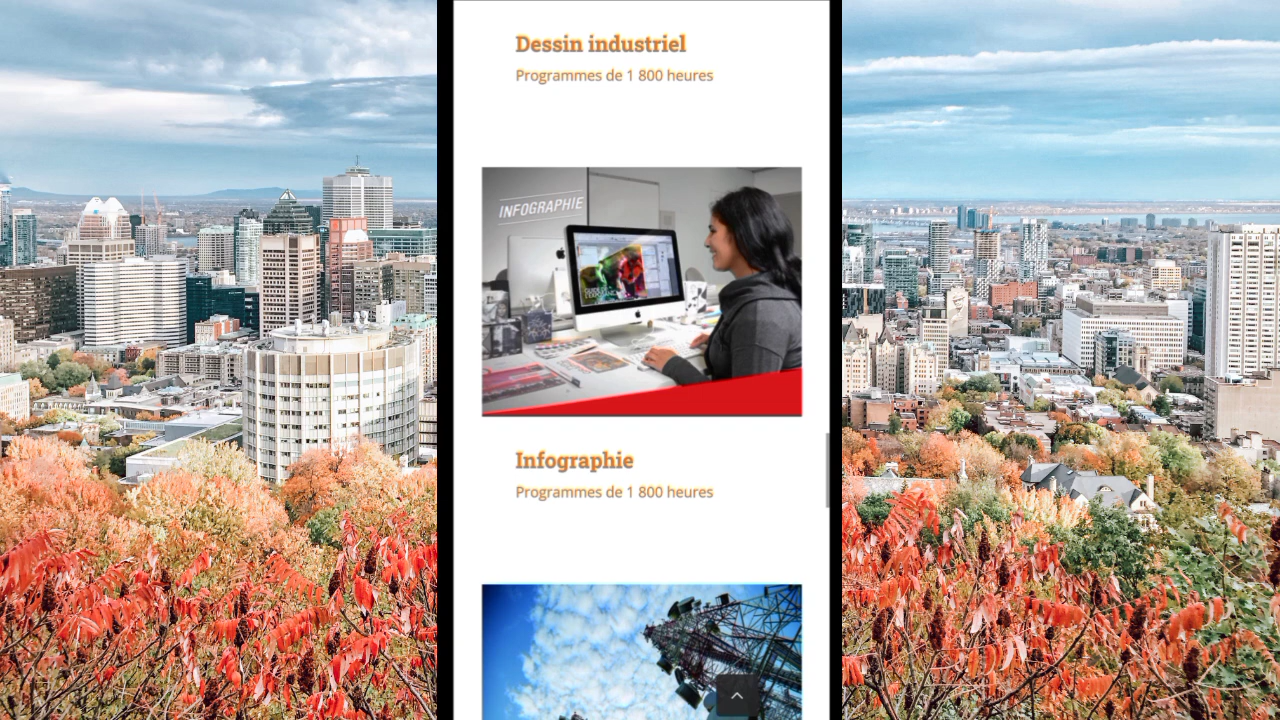 Dessin industriel
Programmes de 1 800 heures
INFOGRAPHIE
Infographie
Programmes de 1 800 heures